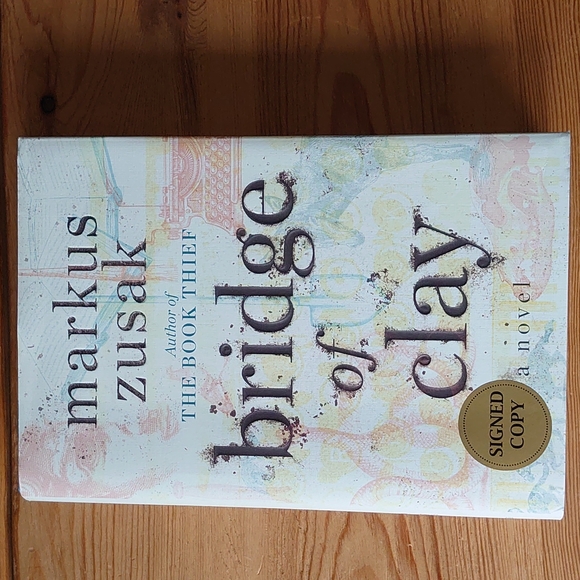 markus
zusak
Author of
THE BOOK THIEF
bridge
of
clay
a novel
SIGNED
COPY